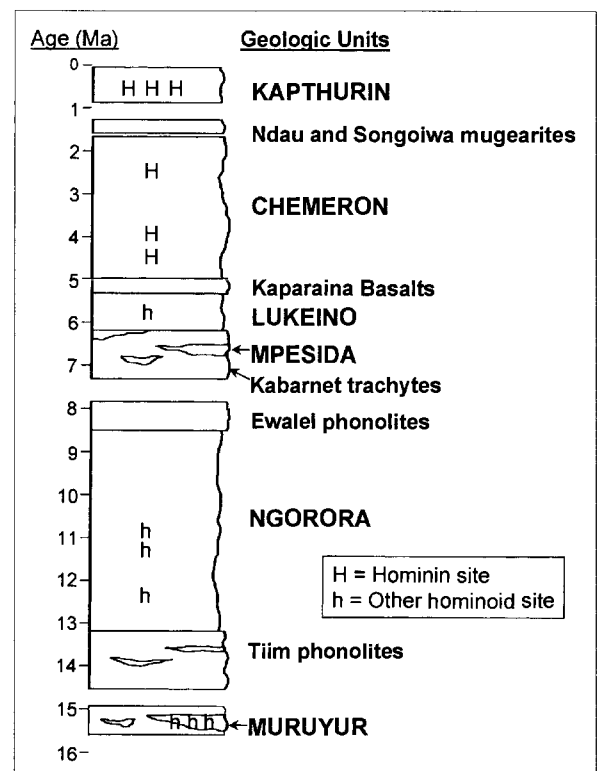 Age (Ma) Geologic Units
0
H H H KAPTHURIN
1
Ndau and Songoiwa mugearites
2
H
3
CHEMERON
4 H
H
5
Kaparaina Basalts
h LUKEINO
6
MPESIDA
7
Kabarnet trachytes
8
Ewalel phonolites
9
10
NGORORA
h
11
h
H = Hominin site
12
h h = Other hominoid site
13
Tiim phonolites
14
15
h h h MURUYUR
16